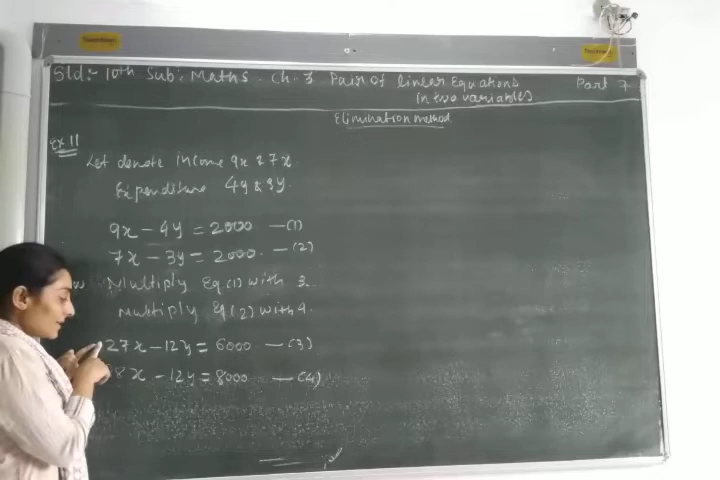 Std:- 10th Sub: Maths. Ch. 3 Pair of linear Equations Part 7
(in two variables)
Elimination method
Ex 11
Let denote income 9x & 7x.
Expenditure 4y & 3y.
9x - 4y = 2000 — (1)
7x - 3y = 2000. — (2)
Multiply Eq (1) with 3.
Multiply Eq (2) with 4.
27x - 12y = 6000 — (3)
8x - 12y = 8000 — (4)